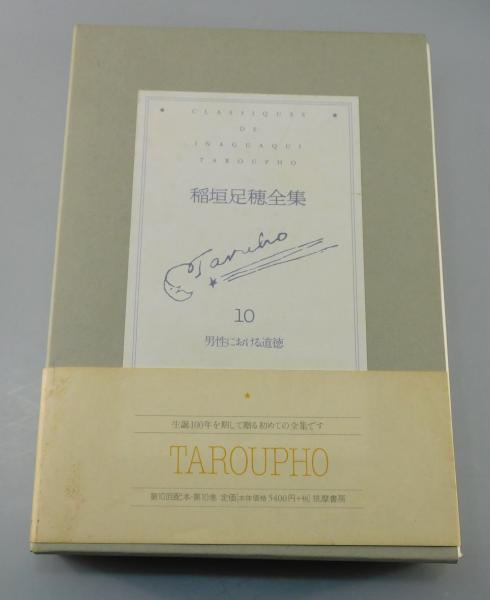 CLASSIQUES
DE
INAGUAQUI
TAROUPHO
稲垣足穂全集
Taruho
10
男性における道徳
生誕100年を期して贈る初めての全集です
TAROUPHO
第10回配本・第10巻 定価[本体価格5400円+税] 筑摩書房